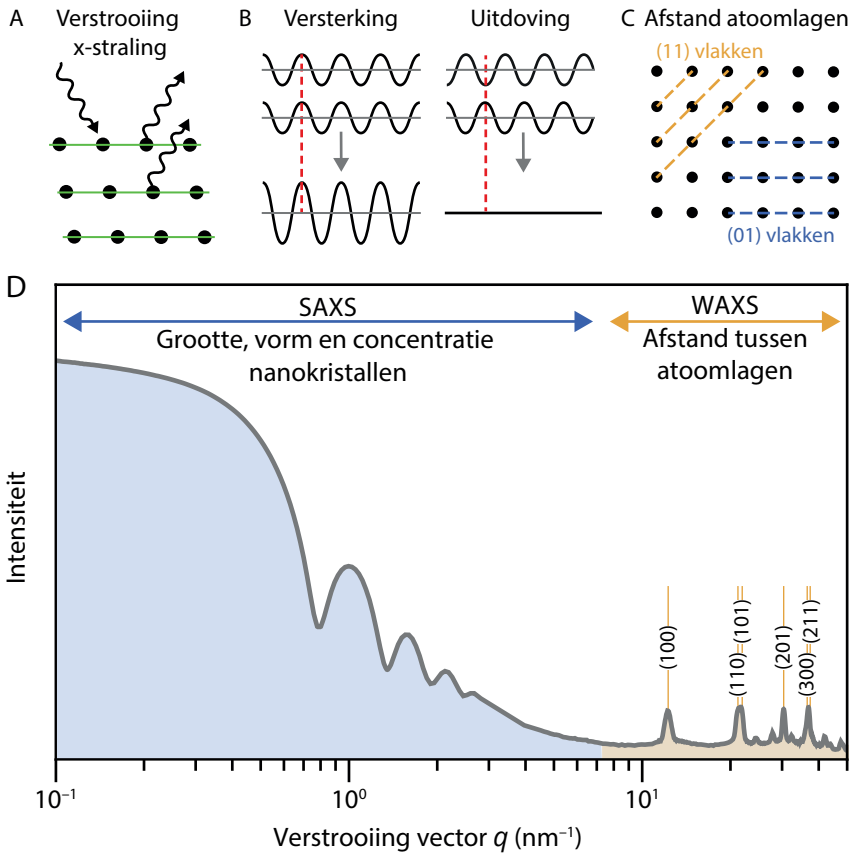 A
Verstrooiing
x-straling
B
Versterking
Uitdoving
C
Afstand atoomlagen
(11) vlakken
(01) vlakken
D
SAXS
Grootte, vorm en concentratie
nanokristallen
WAXS
Afstand tussen
atoomlagen
Intensiteit
(100)
(110)
(101)
(201)
(300)
(211)
10⁻¹
10⁰
10¹
Verstrooiing vector q (nm⁻¹)